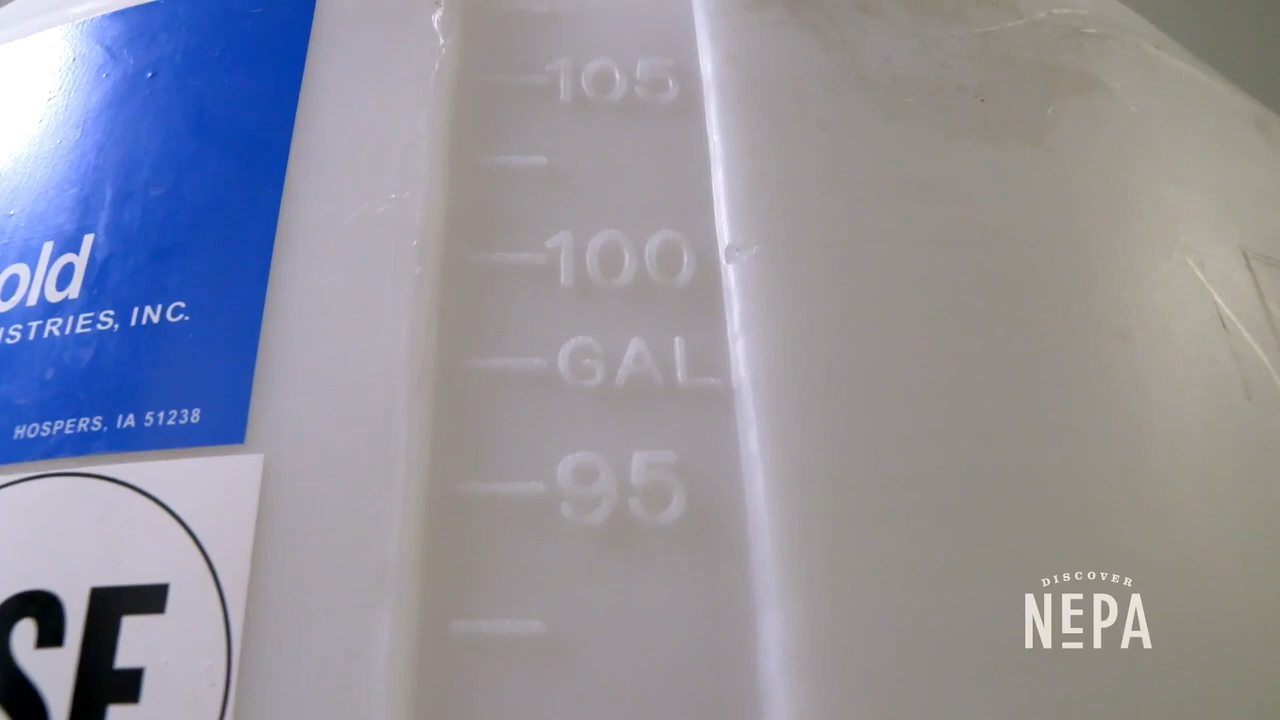 old
ISTRIES, INC.
HOSPERS, IA 51238
SF
105
100
GAL
95
DISCOVER
NEPA